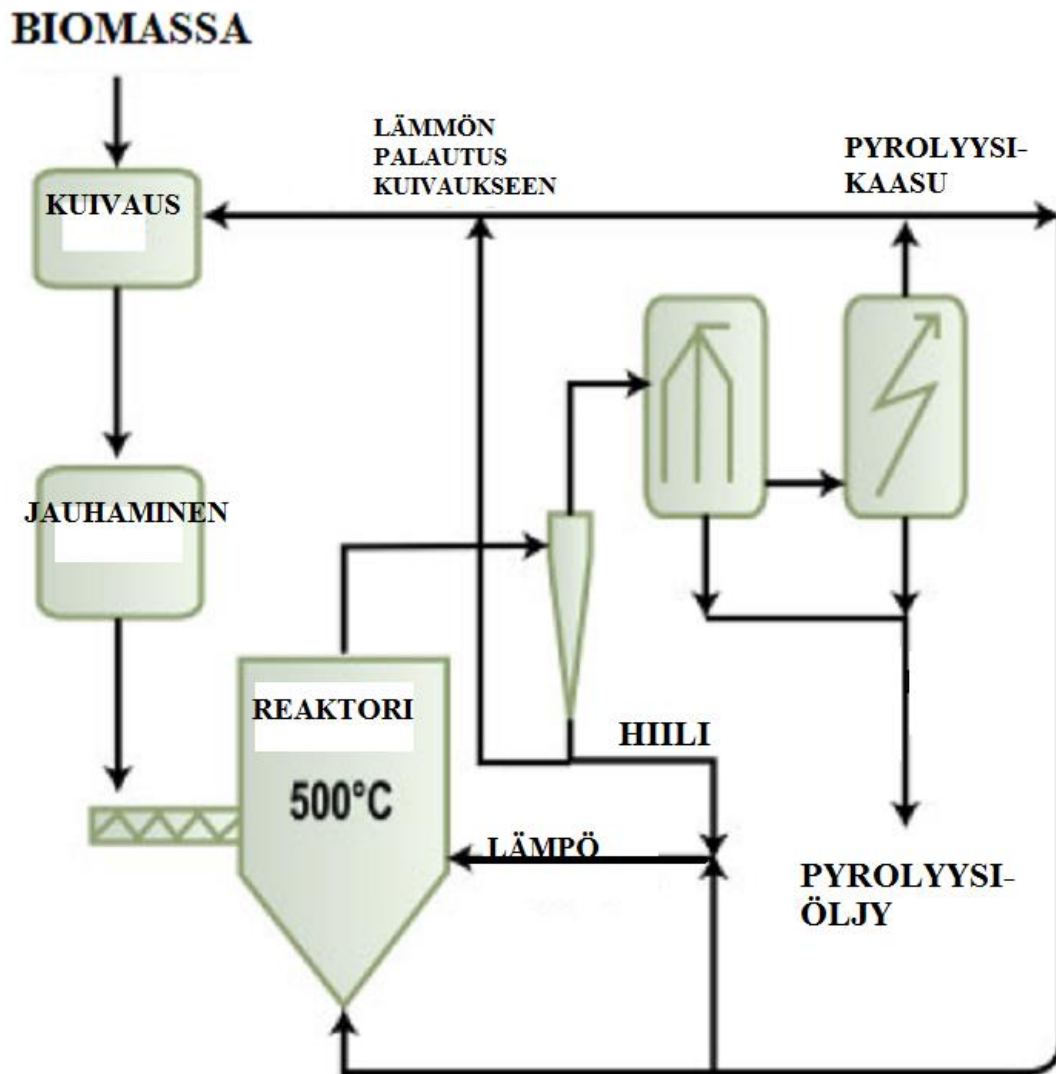 BIOMASSA
LÄMMÖN
PALAUTUS
KUIVAUKSEEN
PYROLYYSI-
KAASU
KUIVAUS
JAUHAMINEN
REAKTORI
500°C
HIILI
LÄMPÖ
PYROLYYSI-
ÖLJY